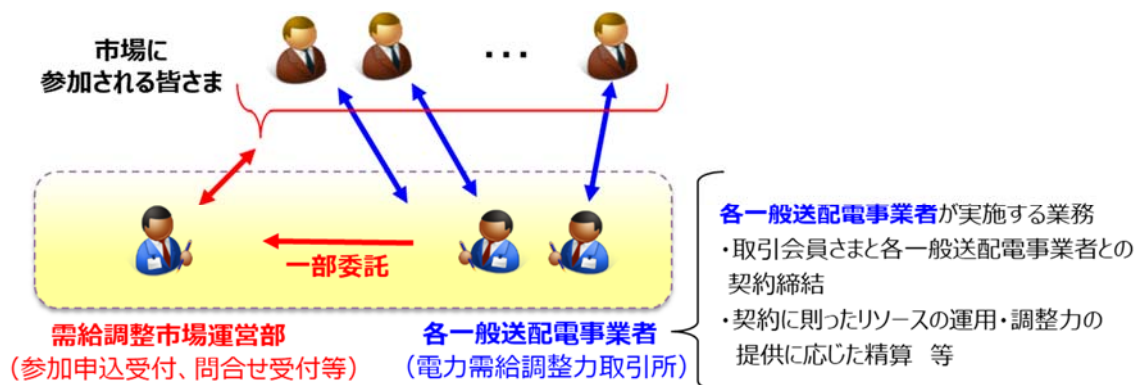 市場に
参加される皆さま
・・・
一部委託
需給調整市場運営部
（参加申込受付、問合せ受付等）
各一般送配電事業者
（電力需給調整力取引所）
各一般送配電事業者が実施する業務
・取引会員さまと各一般送配電事業者との
契約締結
・契約に則ったリソースの運用・調整力の
提供に応じた精算　等